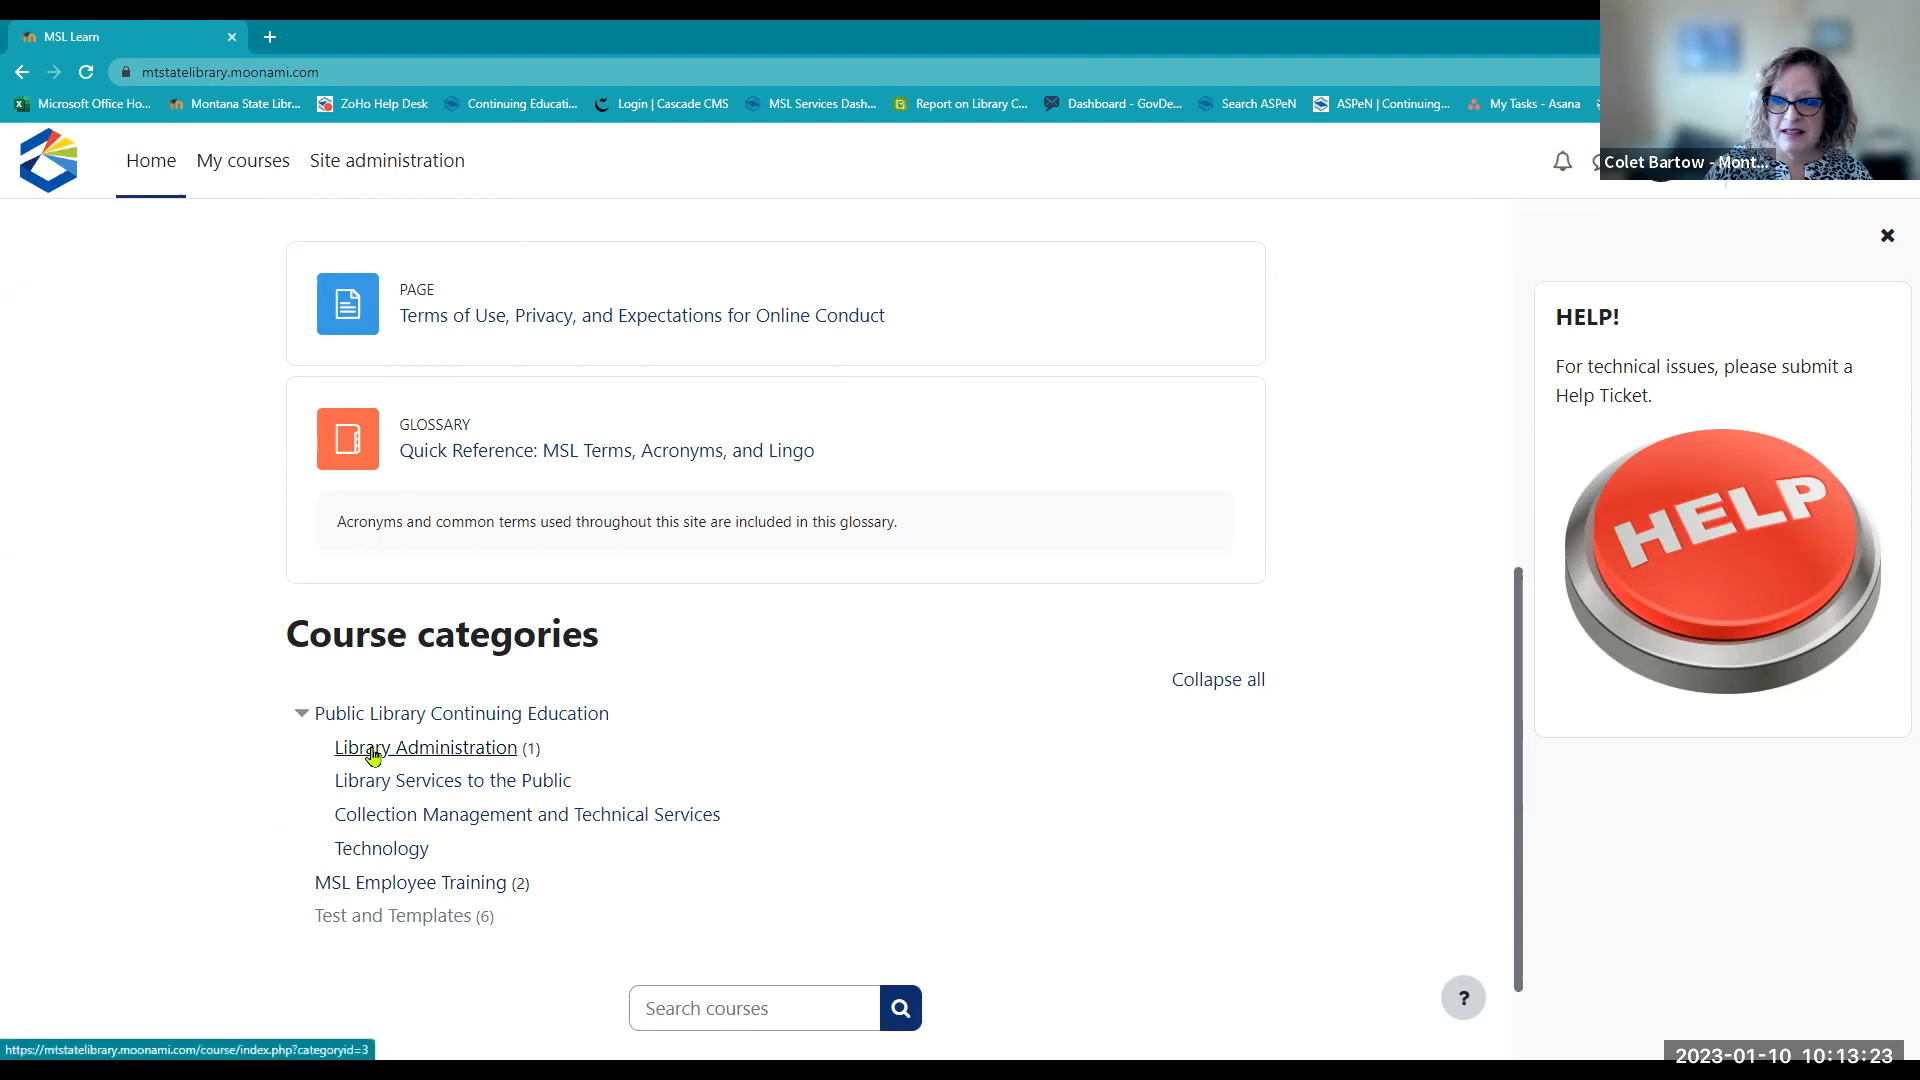 MSL Learn
mtstatelibrary.moonami.com
Microsoft Office Ho...
Montana State Libr...
ZoHo Help Desk
Continuing Educati...
Login | Cascade CMS
MSL Services Dash...
Report on Library C...
Dashboard - GovDe...
Search ASPeN
ASPeN | Continuing...
My Tasks - Asana
Colet Bartow - Mont...
Home
My courses
Site administration
PAGE
Terms of Use, Privacy, and Expectations for Online Conduct
GLOSSARY
Quick Reference: MSL Terms, Acronyms, and Lingo
Acronyms and common terms used throughout this site are included in this glossary.
Course categories
Collapse all
Public Library Continuing Education
Library Administration (1)
Library Services to the Public
Collection Management and Technical Services
Technology
MSL Employee Training (2)
Test and Templates (6)
Search courses
HELP!
For technical issues, please submit a
Help Ticket.
HELP
?
https://mtstatelibrary.moonami.com/course/index.php?categoryid=3
2023-01-10 10:13:23